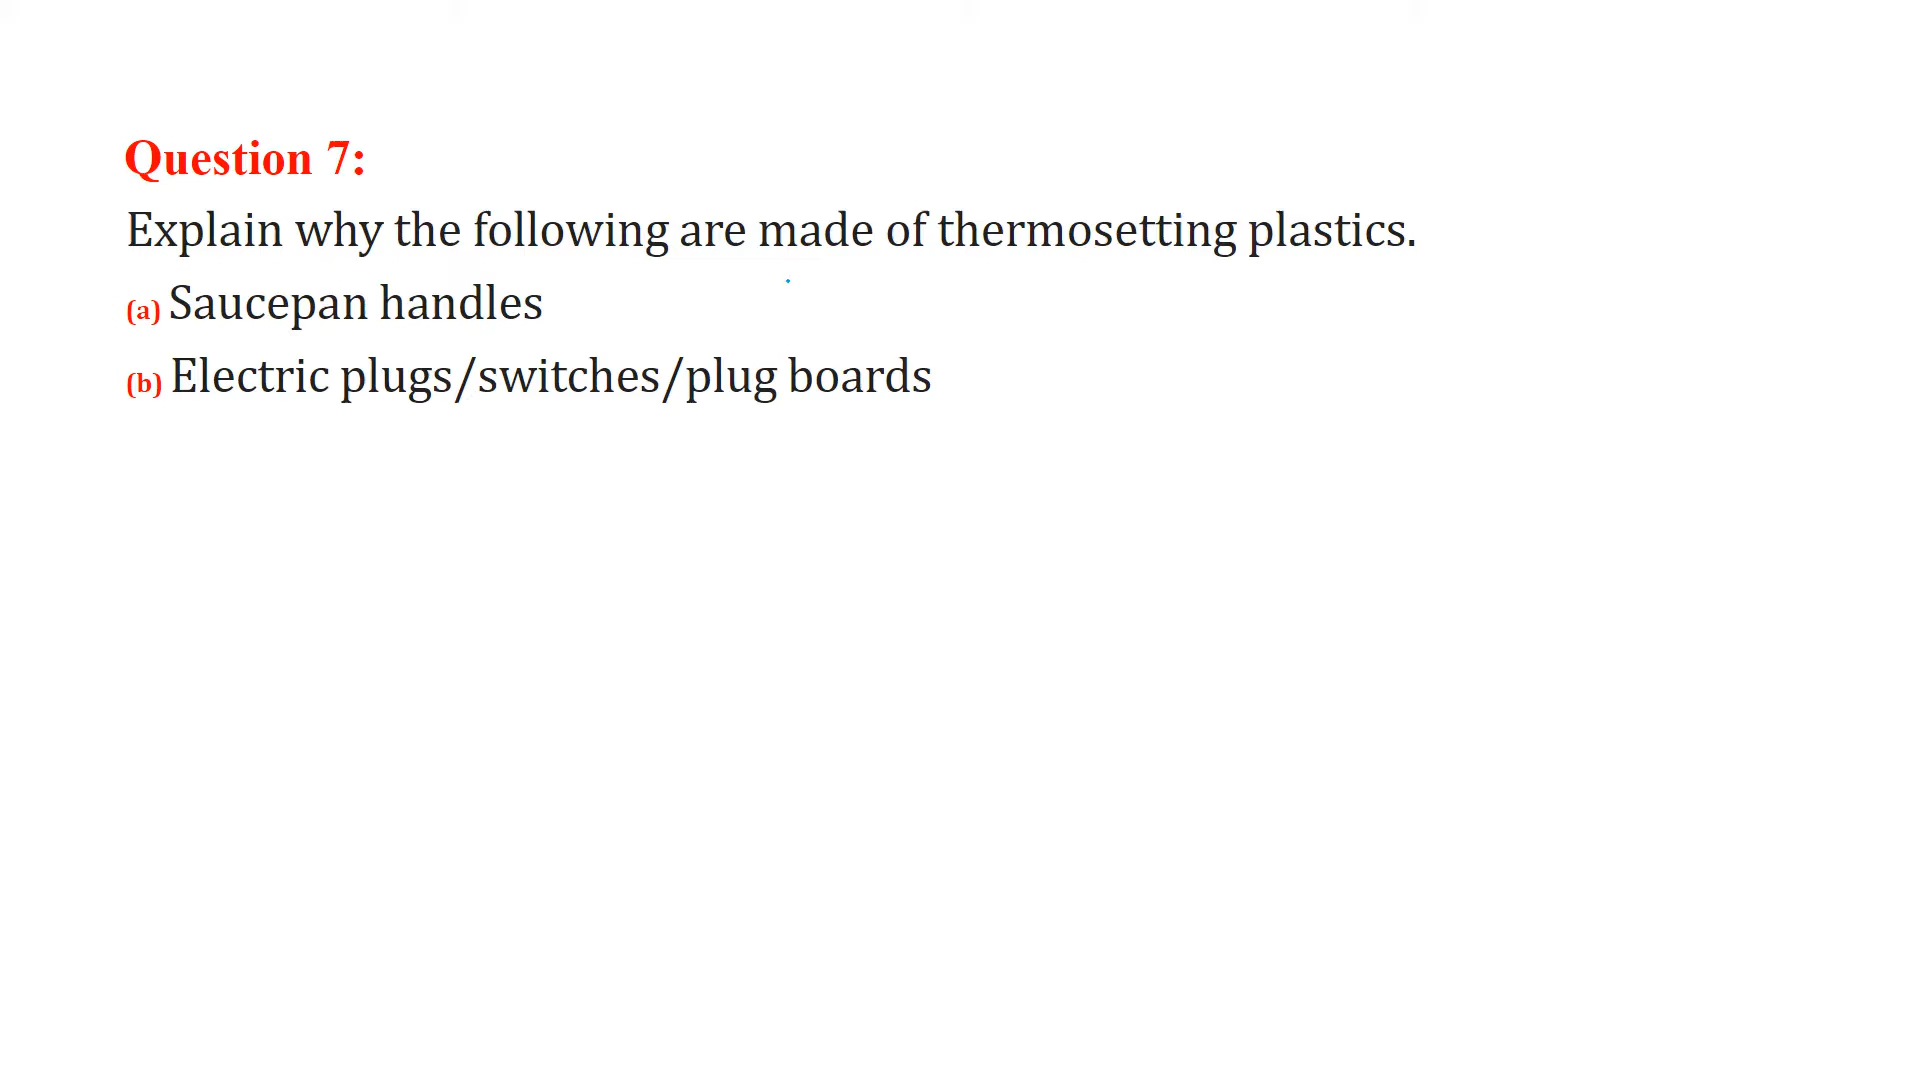 Question 7:
Explain why the following are made of thermosetting plastics.
(a) Saucepan handles
(b) Electric plugs/switches/plug boards